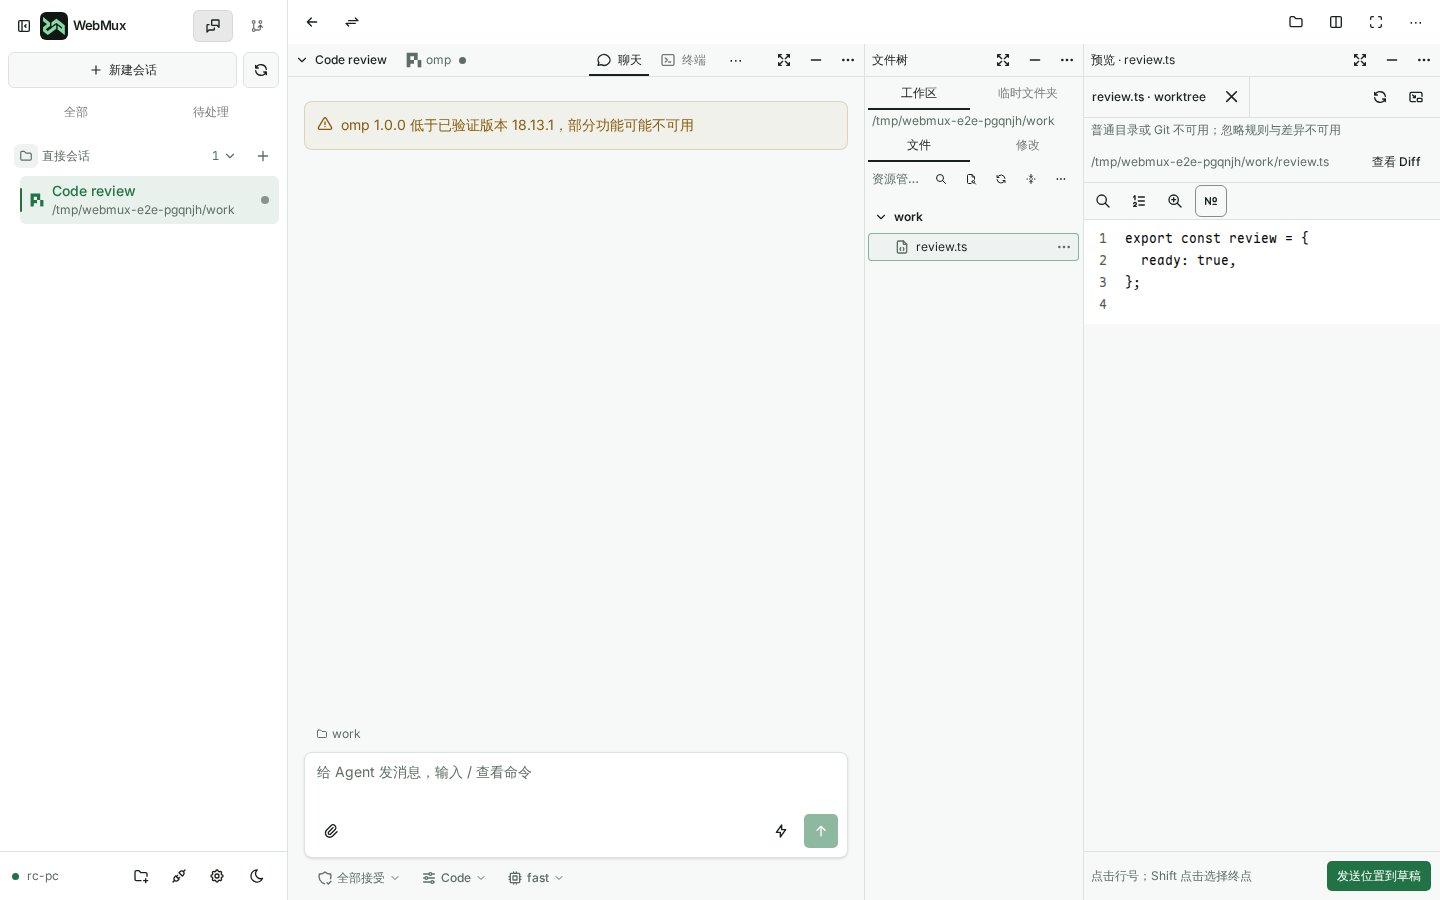 WebMux
新建会话
全部
待处理
直接会话
1
Code review
/tmp/webmux-e2e-pgqnjh/work
rc-pc
Code review
omp
聊天
终端
omp 1.0.0 低于已验证版本 18.13.1，部分功能可能不可用
work
给 Agent 发消息，输入 / 查看命令
全部接受
Code
fast
文件树
工作区
临时文件夹
/tmp/webmux-e2e-pgqnjh/work
文件
修改
资源管...
work
review.ts
预览 · review.ts
review.ts · worktree
普通目录或 Git 不可用；忽略规则与差异不可用
/tmp/webmux-e2e-pgqnjh/work/review.ts
查看 Diff
№
1 export const review = {
2 ready: true,
3 };
4
点击行号；Shift 点击选择终点
发送位置到草稿